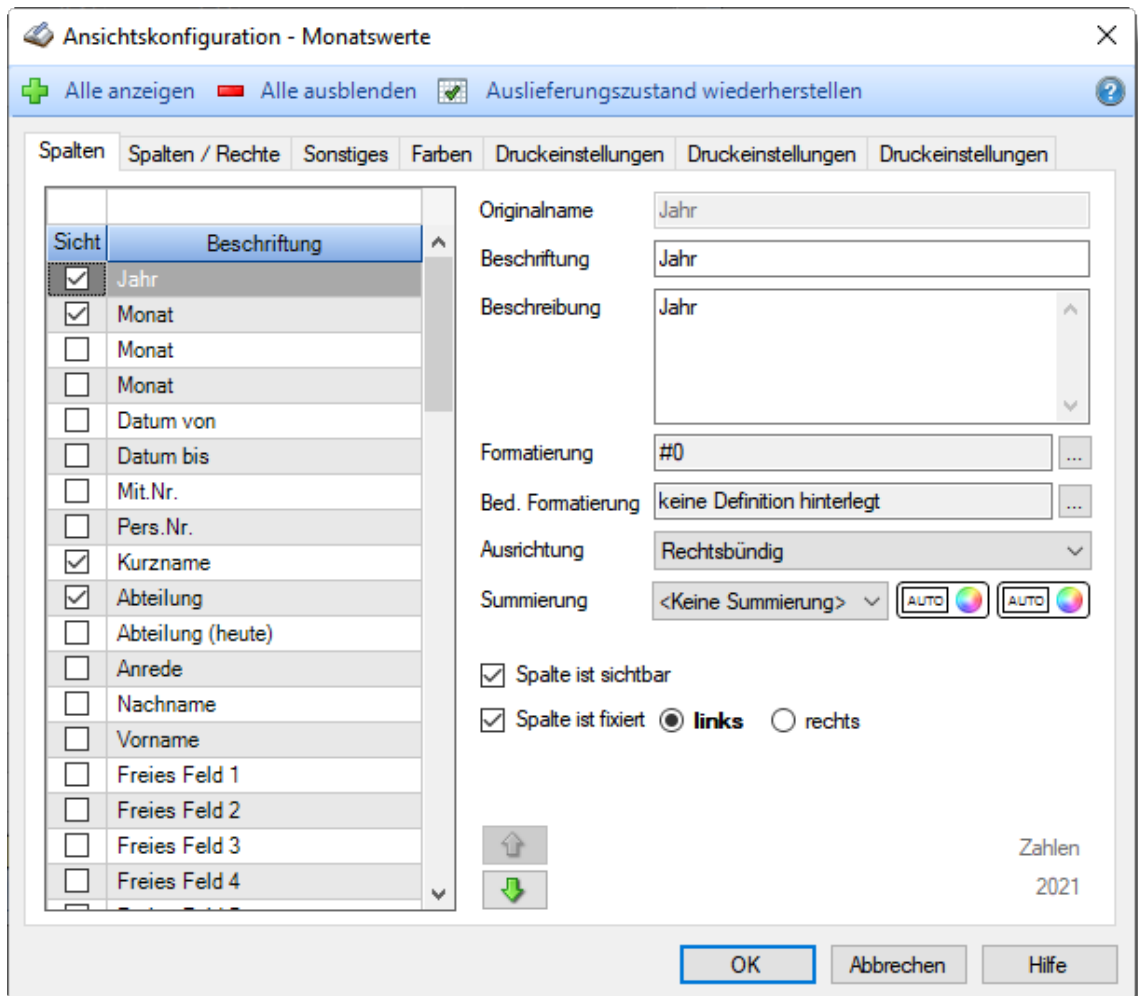 Ansichtskonfiguration - Monatswerte
Alle anzeigen Alle ausblenden Auslieferungszustand wiederherstellen
Spalten Spalten / Rechte Sonstiges Farben Druckeinstellungen Druckeinstellungen Druckeinstellungen
Sicht Beschriftung
Jahr
Monat
Monat
Monat
Datum von
Datum bis
Mit.Nr.
Pers.Nr.
Kurzname
Abteilung
Abteilung (heute)
Anrede
Nachname
Vorname
Freies Feld 1
Freies Feld 2
Freies Feld 3
Freies Feld 4
Originalname Jahr
Beschriftung Jahr
Beschreibung Jahr
Formatierung #0 ...
Bed. Formatierung keine Definition hinterlegt ...
Ausrichtung Rechtsbündig
Summierung <Keine Summierung> AUTO AUTO
Spalte ist sichtbar
Spalte ist fixiert links rechts
Zahlen
2021
OK Abbrechen Hilfe